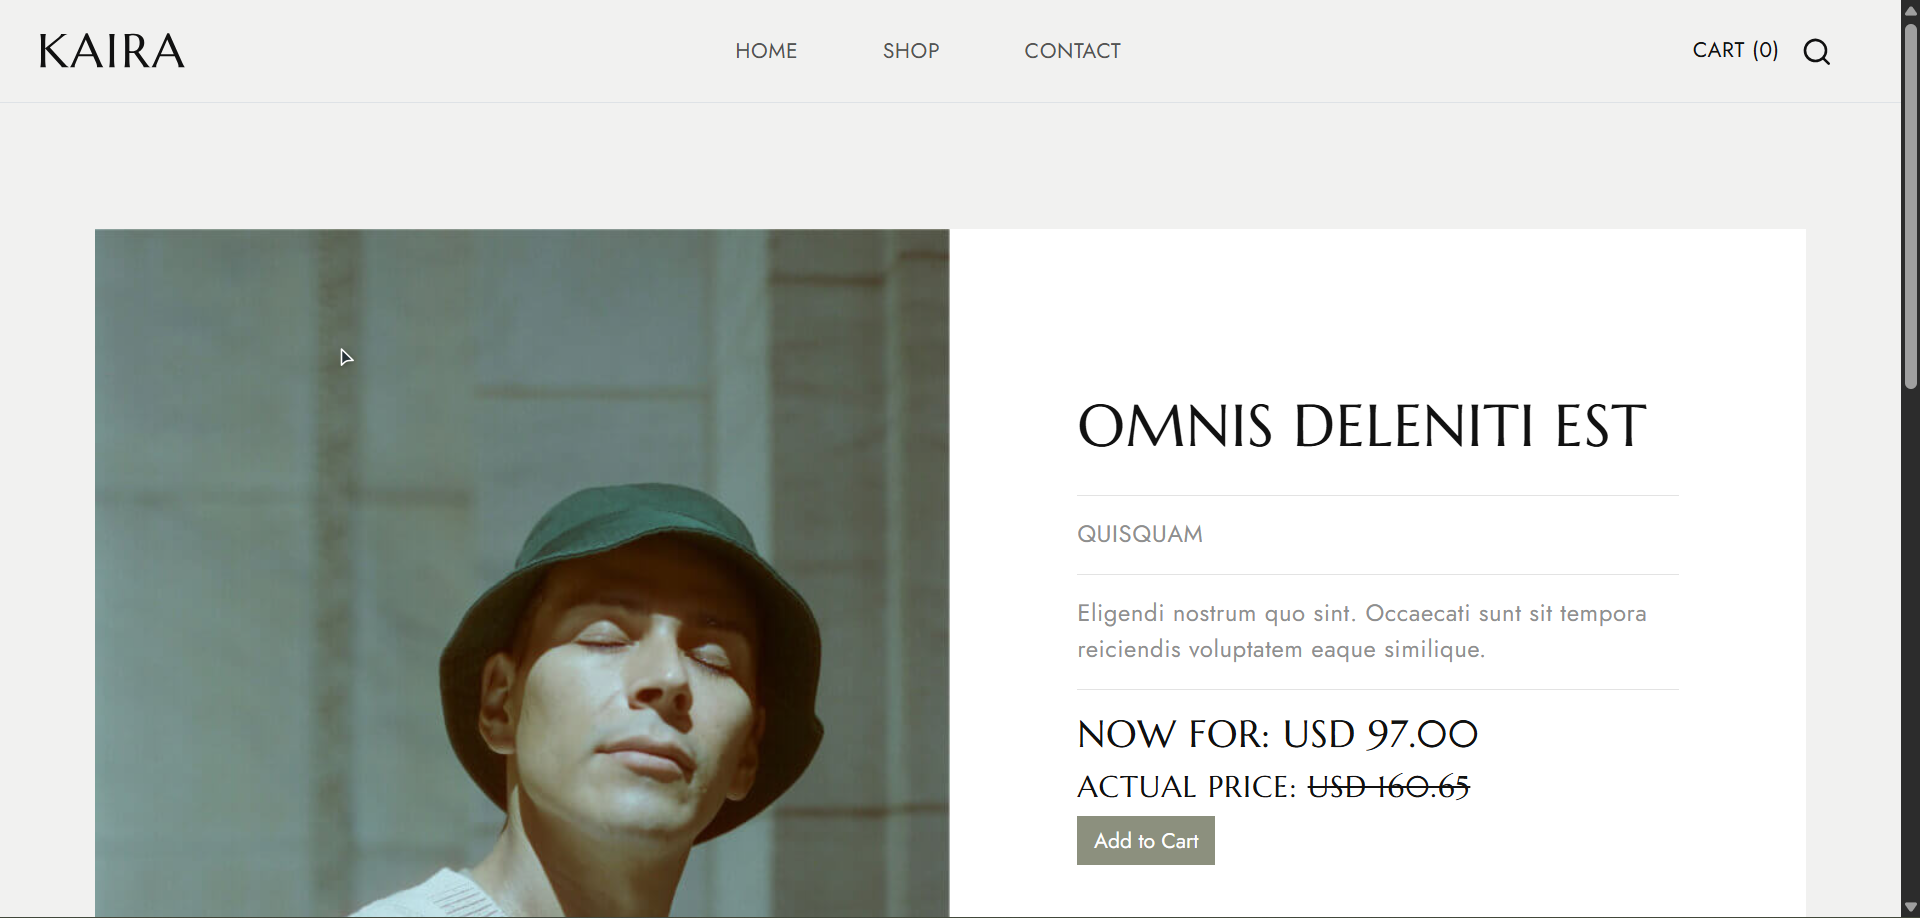 KAIRA
HOME SHOP CONTACT
CART (0)
OMNIS DELENITI EST
QUISQUAM
Eligendi nostrum quo sint. Occaecati sunt sit tempora
reiciendis voluptatem eaque similique.
NOW FOR: USD 97.00
ACTUAL PRICE: USD 160.65
Add to Cart